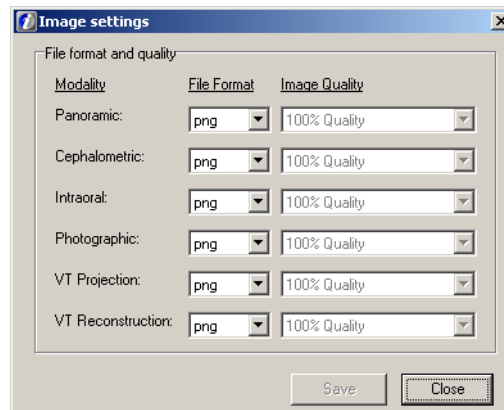 Image settings
File format and quality
Modality File Format Image Quality
Panoramic: png 100% Quality
Cephalometric: png 100% Quality
Intraoral: png 100% Quality
Photographic: png 100% Quality
VT Projection: png 100% Quality
VT Reconstruction: png 100% Quality
Save Close